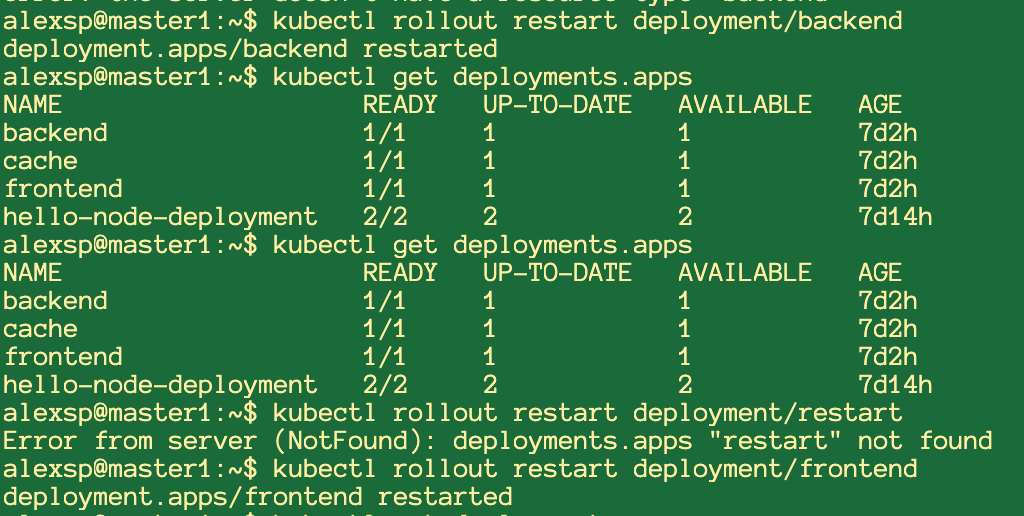 alexsp@master1:~$ kubectl rollout restart deployment/backend
deployment.apps/backend restarted
alexsp@master1:~$ kubectl get deployments.apps
NAME READY UP-TO-DATE AVAILABLE AGE
backend 1/1 1 1 7d2h
cache 1/1 1 1 7d2h
frontend 1/1 1 1 7d2h
hello-node-deployment 2/2 2 2 7d14h
alexsp@master1:~$ kubectl get deployments.apps
NAME READY UP-TO-DATE AVAILABLE AGE
backend 1/1 1 1 7d2h
cache 1/1 1 1 7d2h
frontend 1/1 1 1 7d2h
hello-node-deployment 2/2 2 2 7d14h
alexsp@master1:~$ kubectl rollout restart deployment/restart
Error from server (NotFound): deployments.apps "restart" not found
alexsp@master1:~$ kubectl rollout restart deployment/frontend
deployment.apps/frontend restarted